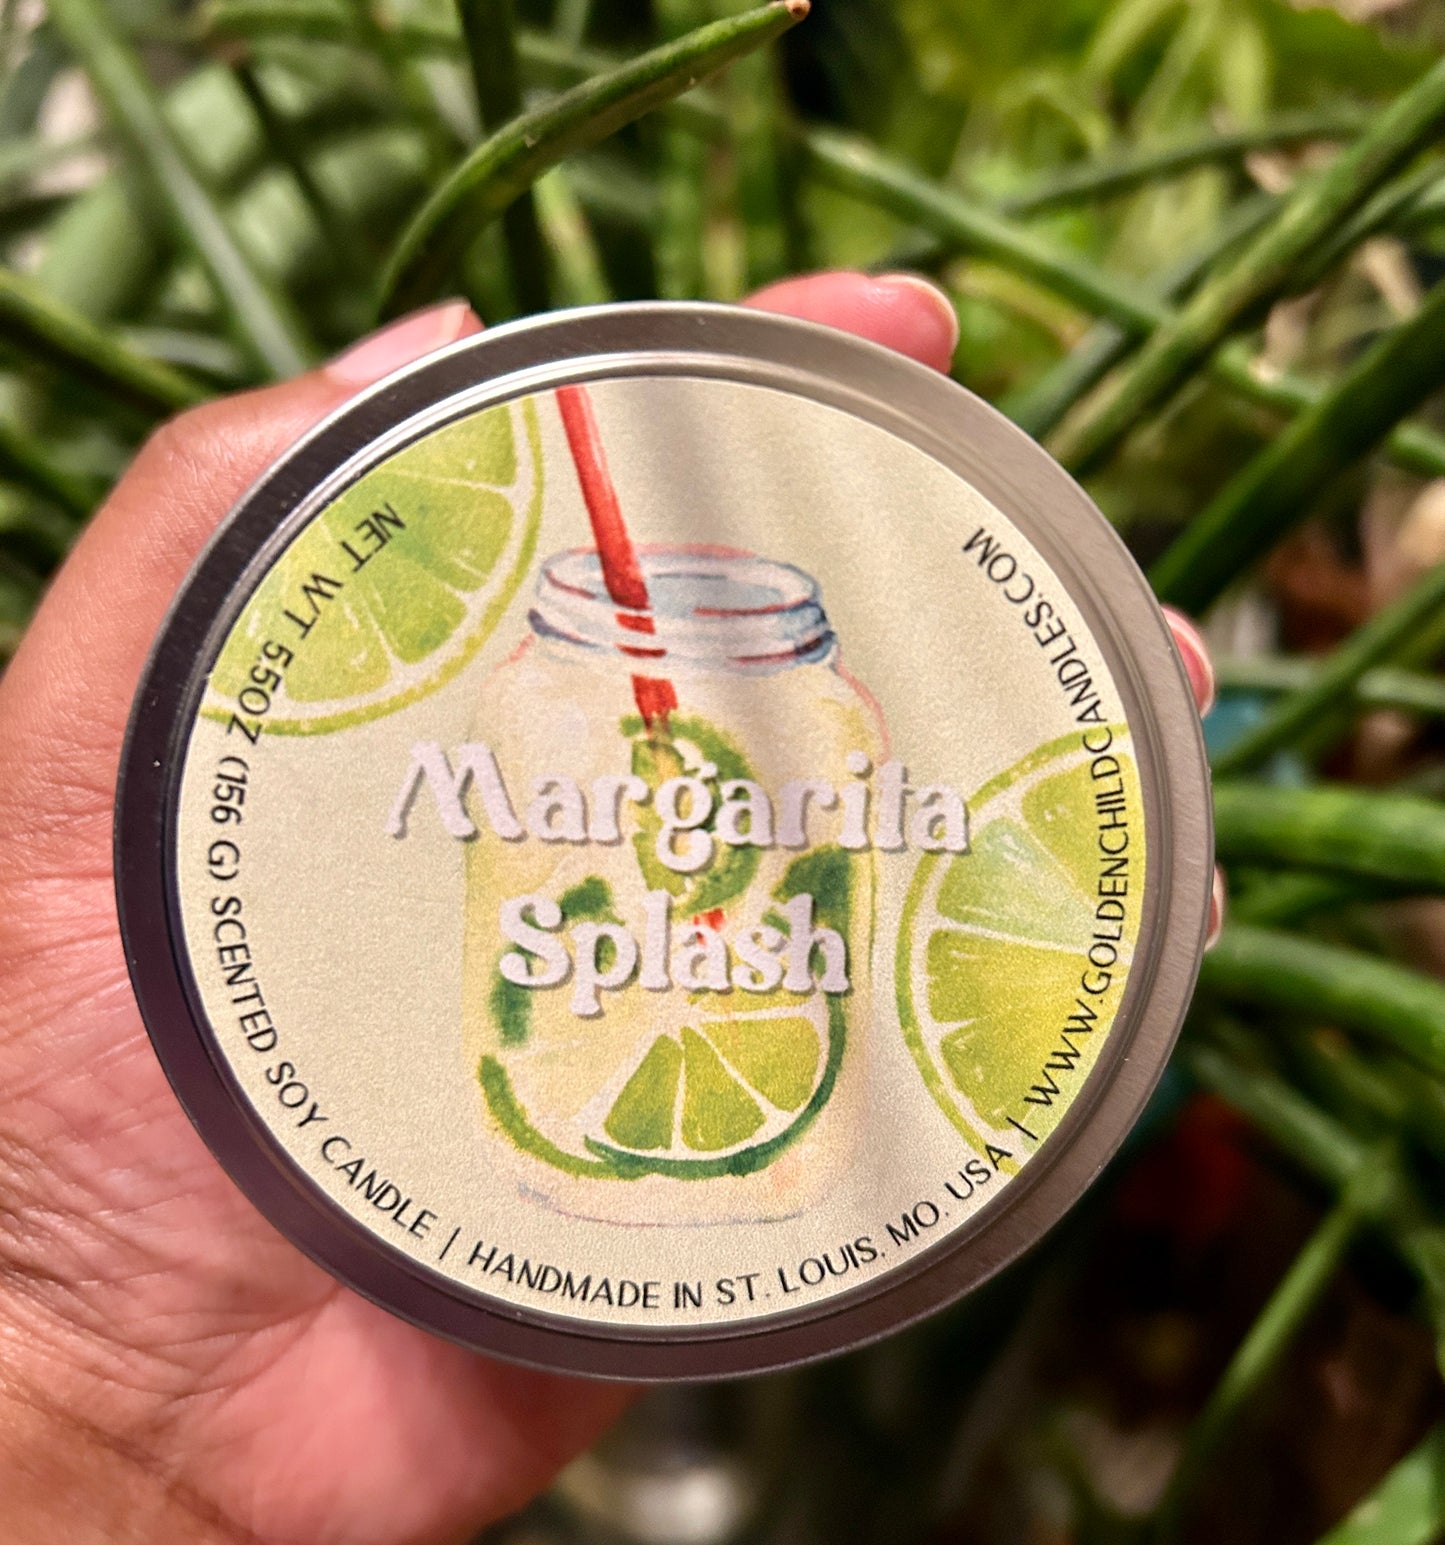 Margarita
Splash
NET WT 5.5OZ (156 G) SCENTED SOY CANDLE | HANDMADE IN ST. LOUIS, MO. USA | WWW.GOLDENCHILDCANDLES.COM